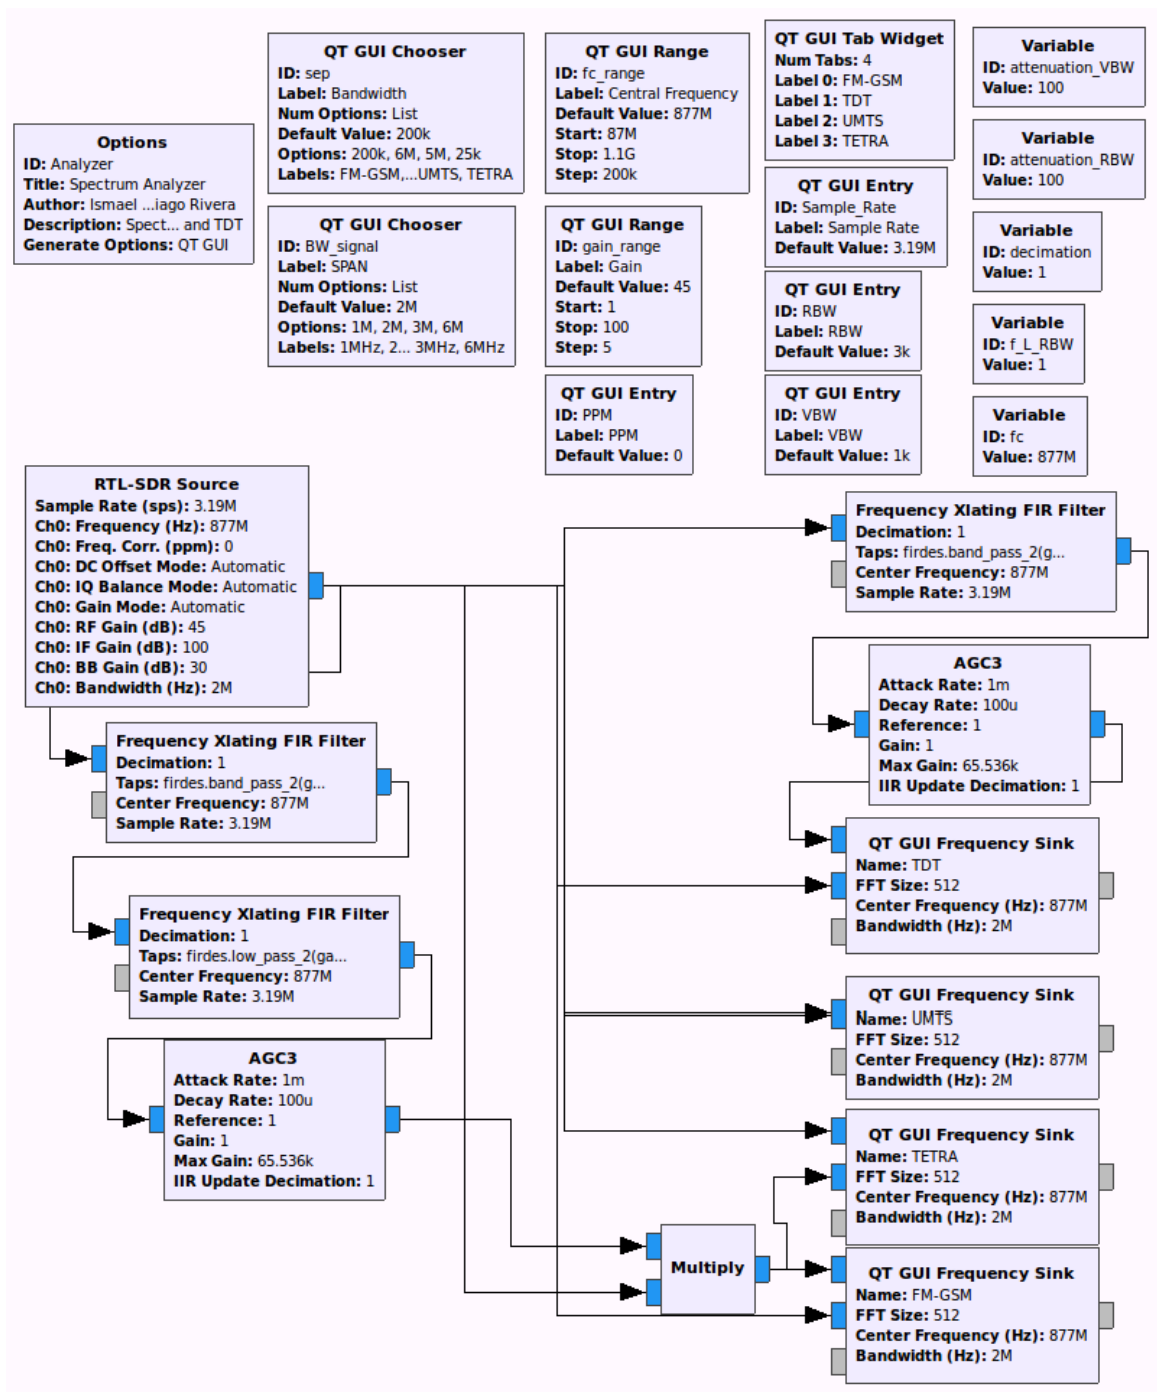 Options
ID: Analyzer
Title: Spectrum Analyzer
Author: Ismael ...iago Rivera
Description: Spect... and TDT
Generate Options: QT GUI
QT GUI Chooser
ID: sep
Label: Bandwidth
Num Options: List
Default Value: 200k
Options: 200k, 6M, 5M, 25k
Labels: FM-GSM,...UMTS, TETRA
QT GUI Chooser
ID: BW_signal
Label: SPAN
Num Options: List
Default Value: 2M
Options: 1M, 2M, 3M, 6M
Labels: 1MHz, 2... 3MHz, 6MHz
QT GUI Range
ID: fc_range
Label: Central Frequency
Default Value: 877M
Start: 87M
Stop: 1.1G
Step: 200k
QT GUI Range
ID: gain_range
Label: Gain
Default Value: 45
Start: 1
Stop: 100
Step: 5
QT GUI Entry
ID: PPM
Label: PPM
Default Value: 0
QT GUI Tab Widget
Num Tabs: 4
Label 0: FM-GSM
Label 1: TDT
Label 2: UMTS
Label 3: TETRA
QT GUI Entry
ID: Sample_Rate
Label: Sample Rate
Default Value: 3.19M
QT GUI Entry
ID: RBW
Label: RBW
Default Value: 3k
QT GUI Entry
ID: VBW
Label: VBW
Default Value: 1k
Variable
ID: attenuation_VBW
Value: 100
Variable
ID: attenuation_RBW
Value: 100
Variable
ID: decimation
Value: 1
Variable
ID: f_L_RBW
Value: 1
Variable
ID: fc
Value: 877M
RTL-SDR Source
Sample Rate (sps): 3.19M
Ch0: Frequency (Hz): 877M
Ch0: Freq. Corr. (ppm): 0
Ch0: DC Offset Mode: Automatic
Ch0: IQ Balance Mode: Automatic
Ch0: Gain Mode: Automatic
Ch0: RF Gain (dB): 45
Ch0: IF Gain (dB): 100
Ch0: BB Gain (dB): 30
Ch0: Bandwidth (Hz): 2M
Frequency Xlating FIR Filter
Decimation: 1
Taps: firdes.band_pass_2(g...
Center Frequency: 877M
Sample Rate: 3.19M
Frequency Xlating FIR Filter
Decimation: 1
Taps: firdes.low_pass_2(ga...
Center Frequency: 877M
Sample Rate: 3.19M
AGC3
Attack Rate: 1m
Decay Rate: 100u
Reference: 1
Gain: 1
Max Gain: 65.536k
IIR Update Decimation: 1
Multiply
Frequency Xlating FIR Filter
Decimation: 1
Taps: firdes.band_pass_2(g...
Center Frequency: 877M
Sample Rate: 3.19M
AGC3
Attack Rate: 1m
Decay Rate: 100u
Reference: 1
Gain: 1
Max Gain: 65.536k
IIR Update Decimation: 1
QT GUI Frequency Sink
Name: TDT
FFT Size: 512
Center Frequency (Hz): 877M
Bandwidth (Hz): 2M
QT GUI Frequency Sink
Name: UMTS
FFT Size: 512
Center Frequency (Hz): 877M
Bandwidth (Hz): 2M
QT GUI Frequency Sink
Name: TETRA
FFT Size: 512
Center Frequency (Hz): 877M
Bandwidth (Hz): 2M
QT GUI Frequency Sink
Name: FM-GSM
FFT Size: 512
Center Frequency (Hz): 877M
Bandwidth (Hz): 2M